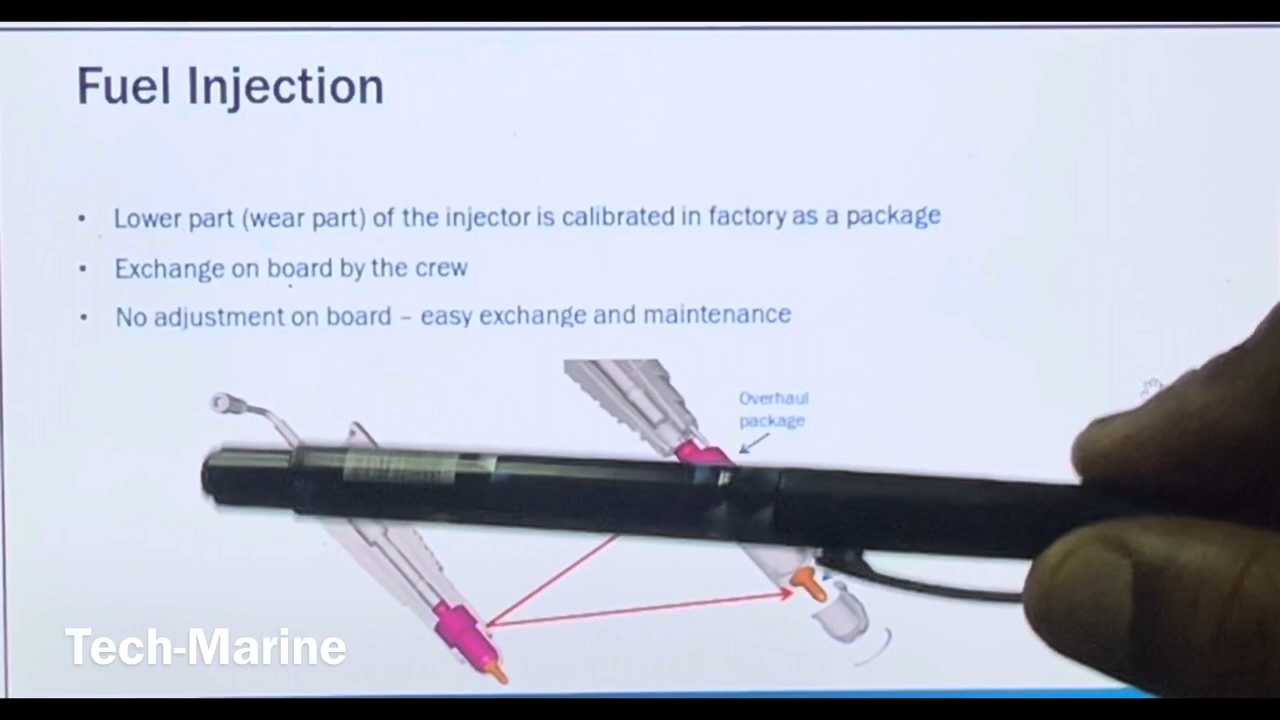 Fuel Injection
• Lower part (wear part) of the injector is calibrated in factory as a package
• Exchange on board by the crew
• No adjustment on board – easy exchange and maintenance
Overhaul
package
Tech-Marine